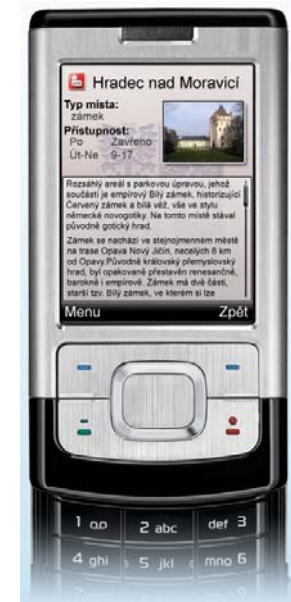 Hradec nad Moravicí
Typ místa:
zámek
Přístupnost:
Po Zavřeno
Út-Ne 9-17
Rozsáhlý areál s parkovou úpravou, jehož
součástí je empírový Bílý zámek, historizující
Červený zámek a bílá věž, vše ve stylu
německé novogotiky. Na tomto místě stával
původně gotický hrad.
Zámek se nachází ve stejnojmenném městě
na trase Opava Nový Jičín, necelých 8 km
od Opavy.Původně královský přemyslovský
hrad, byl opakovaně přestavěn renesančně,
barokně i empírově. Zámek má dvě části,
starší tzv. Bílý zámek, ve kterém si lze
Menu Zpět
1 2 abc def 3
4 ghi 5 jkl mno 6